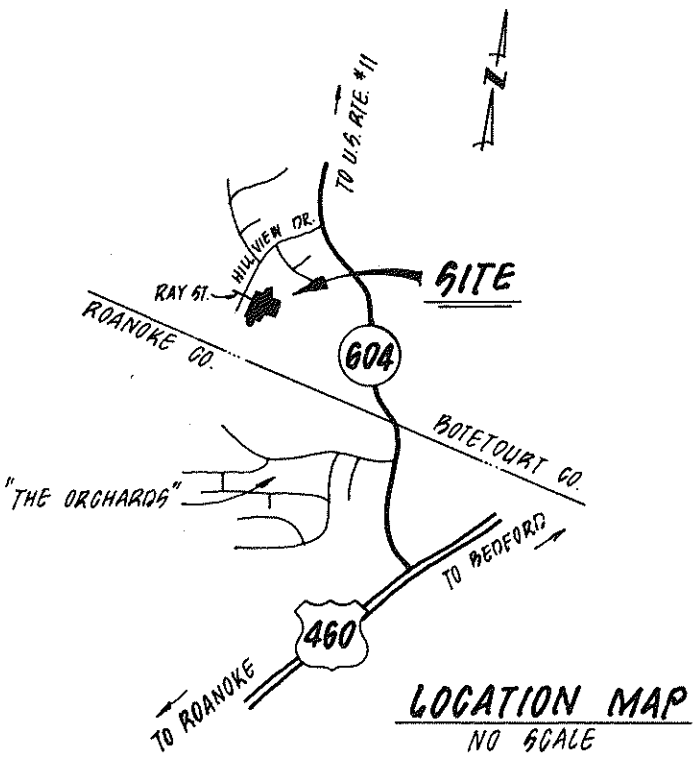 N
TO U.S. RTE. #11
HILLVIEW DR.
RAY ST.
SITE
ROANOKE CO.
604
BOTETOURT CO.
"THE ORCHARDS"
TO BEDFORD
460
TO ROANOKE
LOCATION MAP
NO SCALE